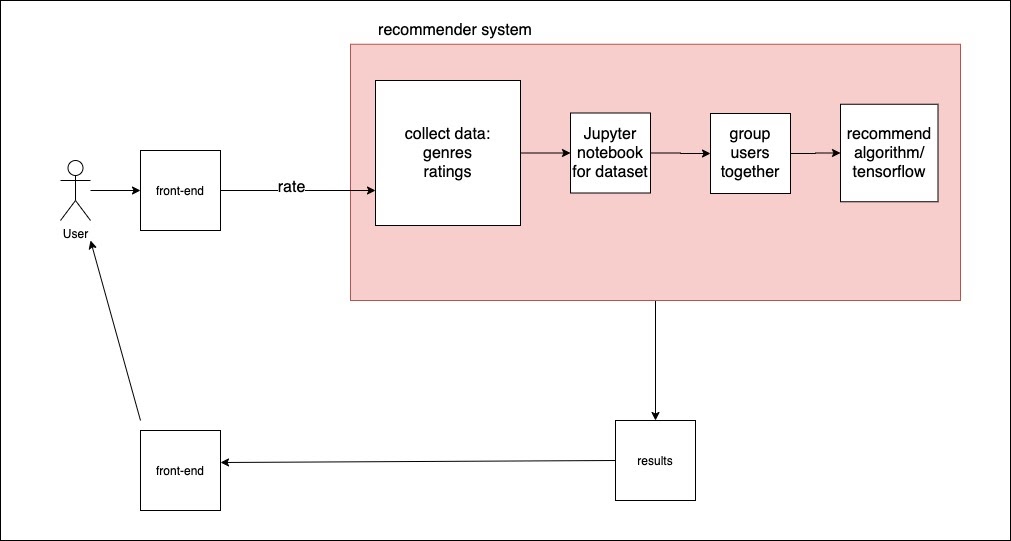 recommender system
collect data:
genres
ratings
Jupyter
notebook
for dataset
group
users
together
recommend
algorithm/
tensorflow
front-end
rate
User
front-end
results